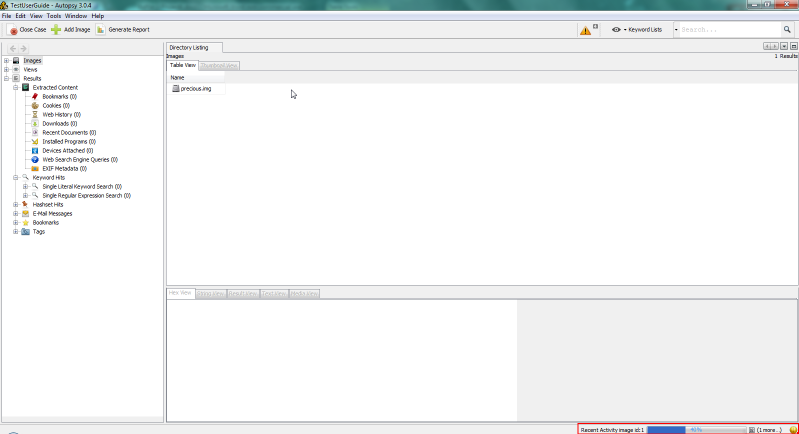 TestUserGuide - Autopsy 3.0.4
File Edit View Tools Window Help
Close Case Add Image Generate Report Keyword Lists Search...
Directory Listing
Images
1 Results
Table View Thumbnail View
Name
precious.img
Images
Views
Results
Extracted Content
Bookmarks (0)
Cookies (0)
Web History (0)
Downloads (0)
Recent Documents (0)
Installed Programs (0)
Devices Attached (0)
Web Search Engine Queries (0)
EXIF Metadata (0)
Keyword Hits
Single Literal Keyword Search (0)
Single Regular Expression Search (0)
Hashset Hits
E-Mail Messages
Bookmarks
Tags
Hex View String View Result View Text View Media View
Recent Activity image id:1 40% (1 more...)